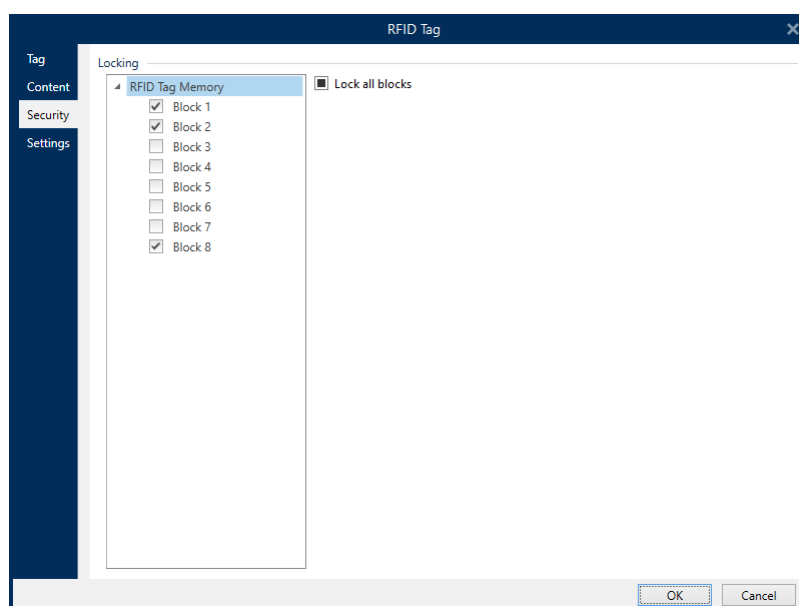 RFID Tag
Tag
Content
Security
Settings
Locking
RFID Tag Memory
Block 1
Block 2
Block 3
Block 4
Block 5
Block 6
Block 7
Block 8
Lock all blocks
OK
Cancel